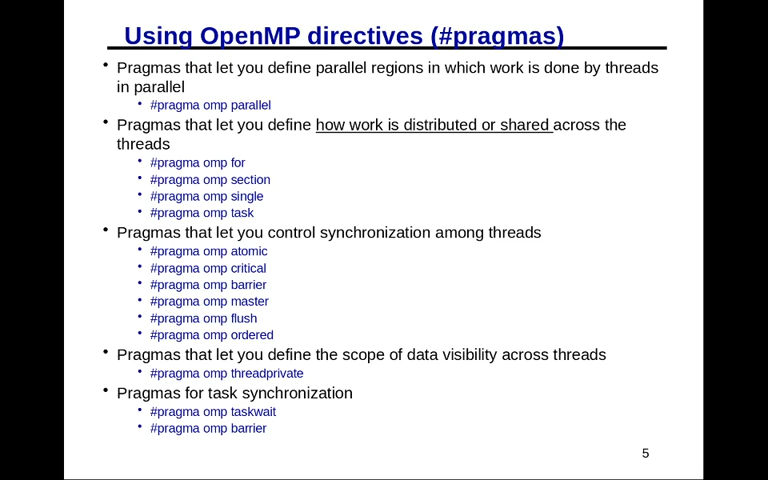 Using OpenMP directives (#pragmas)
• Pragmas that let you define parallel regions in which work is done by threads
in parallel
• #pragma omp parallel
• Pragmas that let you define how work is distributed or shared across the
threads
• #pragma omp for
• #pragma omp section
• #pragma omp single
• #pragma omp task
• Pragmas that let you control synchronization among threads
• #pragma omp atomic
• #pragma omp critical
• #pragma omp barrier
• #pragma omp master
• #pragma omp flush
• #pragma omp ordered
• Pragmas that let you define the scope of data visibility across threads
• #pragma omp threadprivate
• Pragmas for task synchronization
• #pragma omp taskwait
• #pragma omp barrier
5